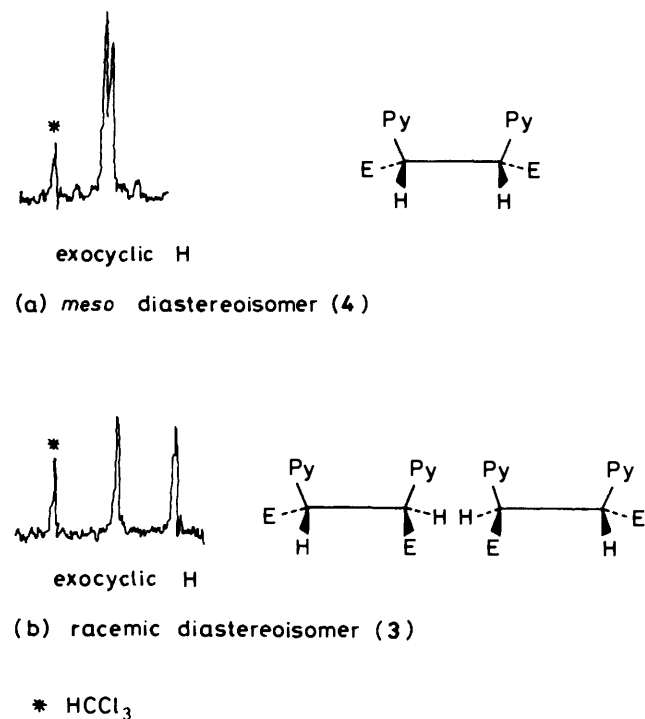 *
Py Py
E E
H H
exocyclic H
(a) meso diastereoisomer (4)
*
Py Py Py Py
E H H E
H E E H
exocyclic H
(b) racemic diastereoisomer (3)
* HCCl3